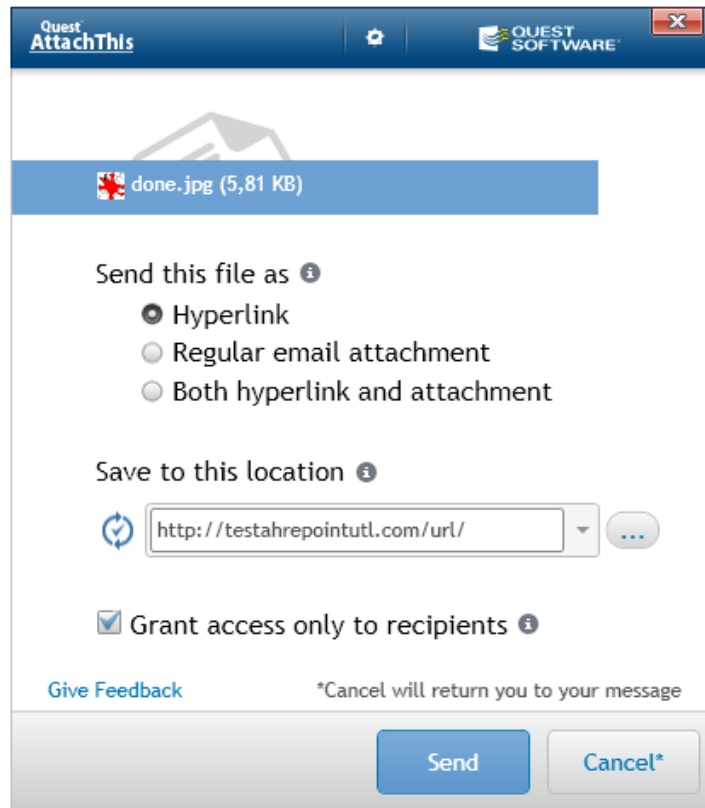 Quest
AttachThis
QUEST
SOFTWARE
done.jpg (5,81 KB)
Send this file as
Hyperlink
Regular email attachment
Both hyperlink and attachment
Save to this location
http://testahrepointutl.com/url/
...
Grant access only to recipients
Give Feedback
*Cancel will return you to your message
Send
Cancel*